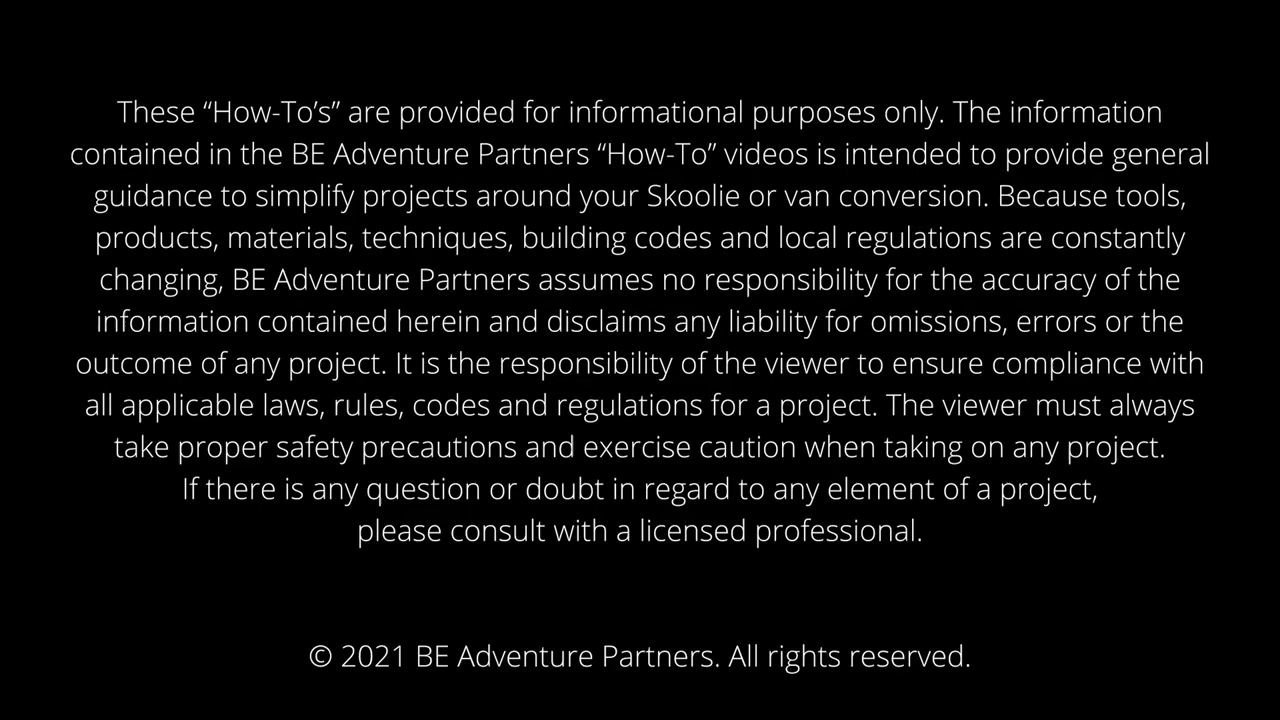 These “How-To’s” are provided for informational purposes only. The information
contained in the BE Adventure Partners “How-To” videos is intended to provide general
guidance to simplify projects around your Skoolie or van conversion. Because tools,
products, materials, techniques, building codes and local regulations are constantly
changing, BE Adventure Partners assumes no responsibility for the accuracy of the
information contained herein and disclaims any liability for omissions, errors or the
outcome of any project. It is the responsibility of the viewer to ensure compliance with
all applicable laws, rules, codes and regulations for a project. The viewer must always
take proper safety precautions and exercise caution when taking on any project.
If there is any question or doubt in regard to any element of a project,
please consult with a licensed professional.
© 2021 BE Adventure Partners. All rights reserved.